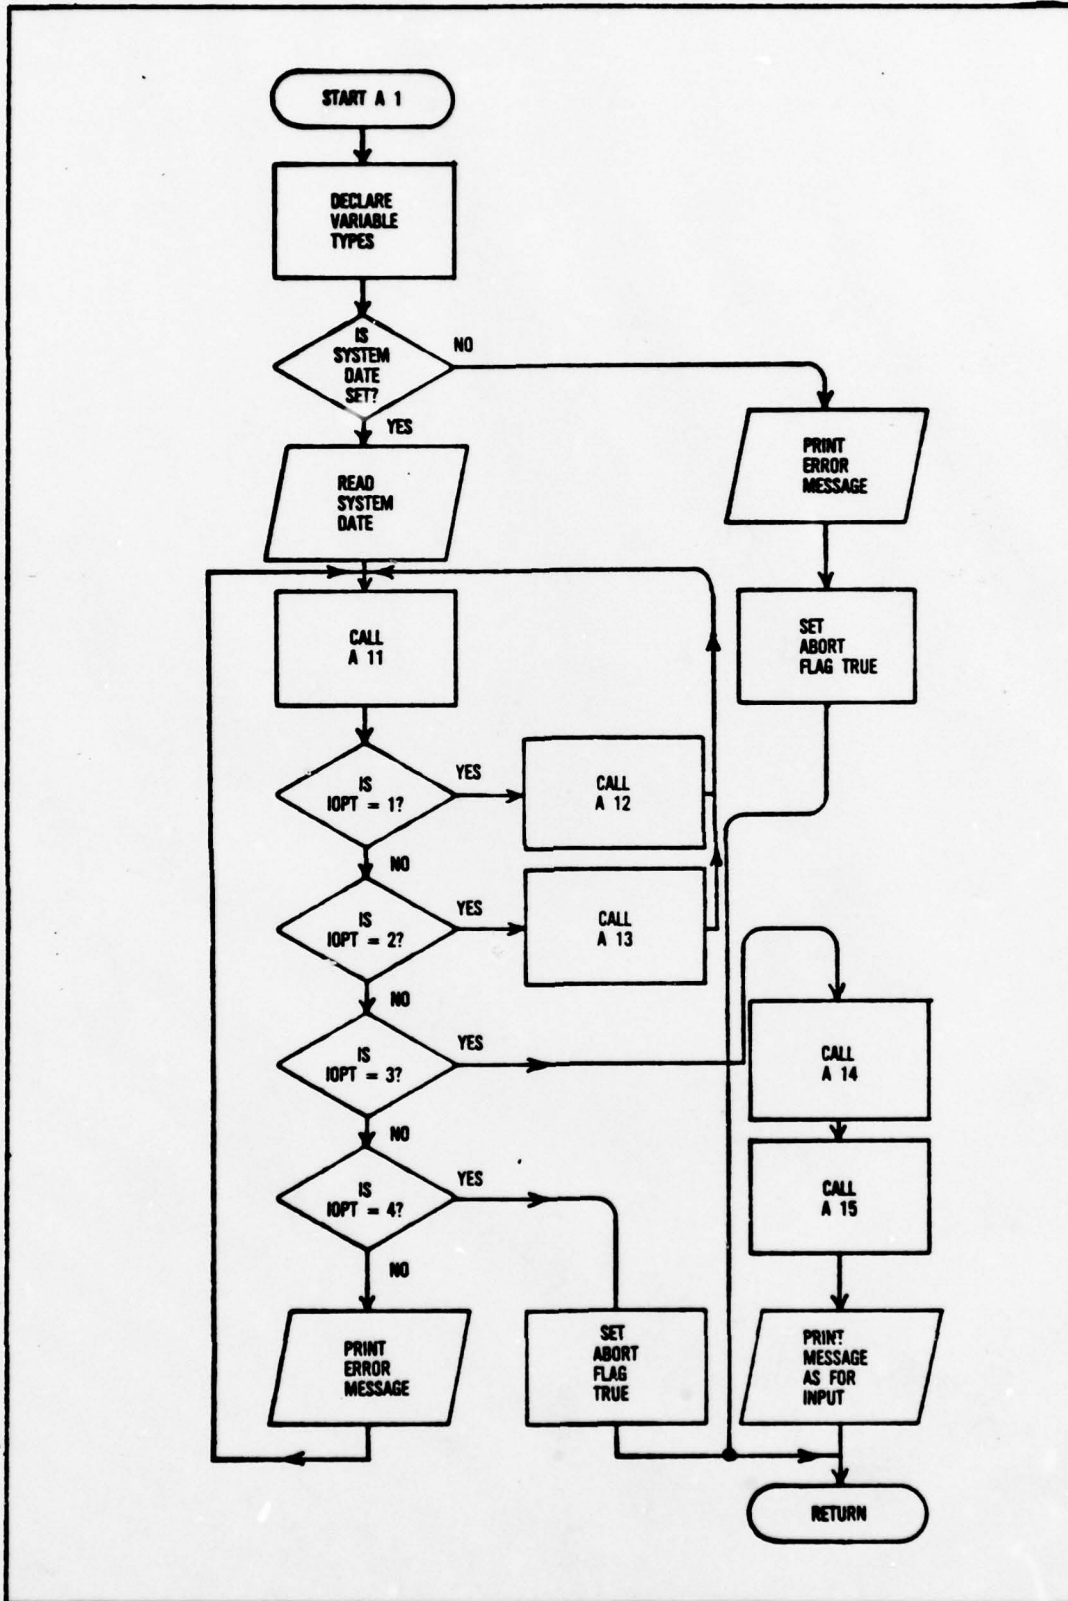 START A 1
DECLARE
VARIABLE
TYPES
IS
SYSTEM
DATE
SET?
NO
YES
READ
SYSTEM
DATE
PRINT
ERROR
MESSAGE
SET
ABORT
FLAG TRUE
CALL
A 11
IS
IOPT = 1?
YES
CALL
A 12
NO
IS
IOPT = 2?
YES
CALL
A 13
NO
IS
IOPT = 3?
YES
CALL
A 14
NO
IS
IOPT = 4?
YES
CALL
A 15
NO
PRINT
ERROR
MESSAGE
SET
ABORT
FLAG
TRUE
PRINT
MESSAGE
AS FOR
INPUT
RETURN